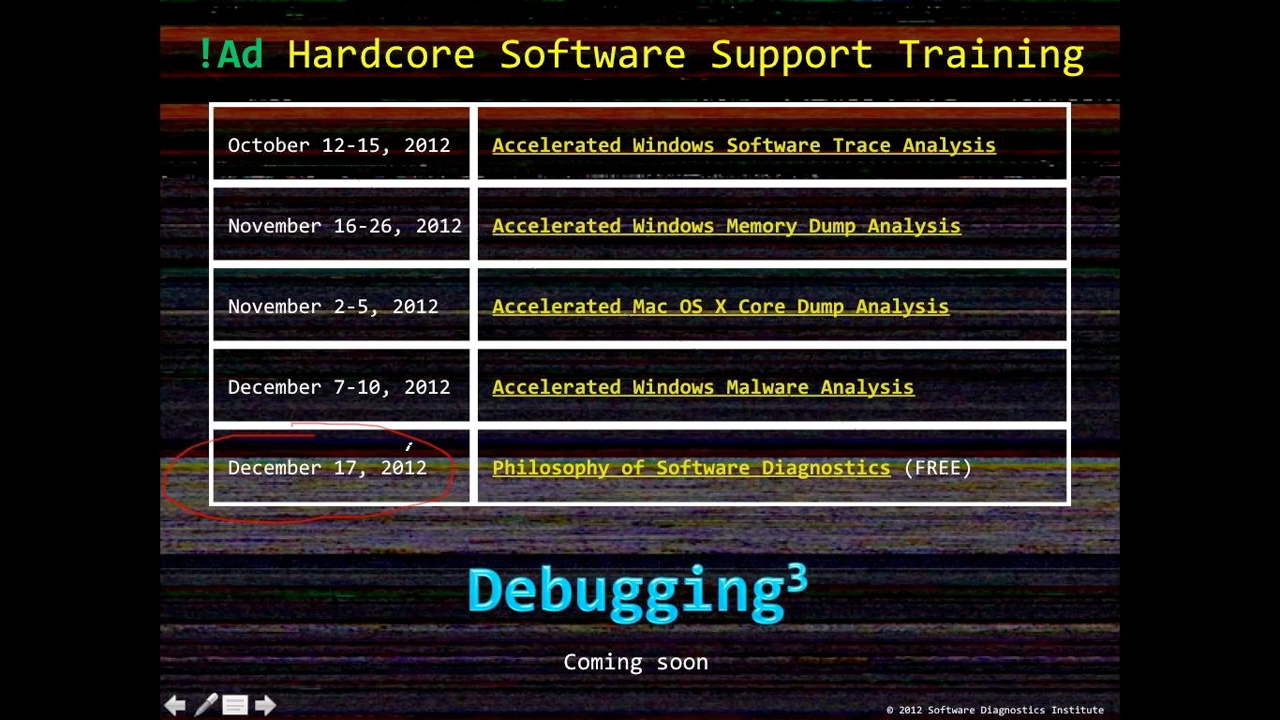 !Ad Hardcore Software Support Training
October 12-15, 2012 Accelerated Windows Software Trace Analysis
November 16-26, 2012 Accelerated Windows Memory Dump Analysis
November 2-5, 2012 Accelerated Mac OS X Core Dump Analysis
December 7-10, 2012 Accelerated Windows Malware Analysis
December 17, 2012 Philosophy of Software Diagnostics (FREE)
Debugging³
Coming soon
© 2012 Software Diagnostics Institute